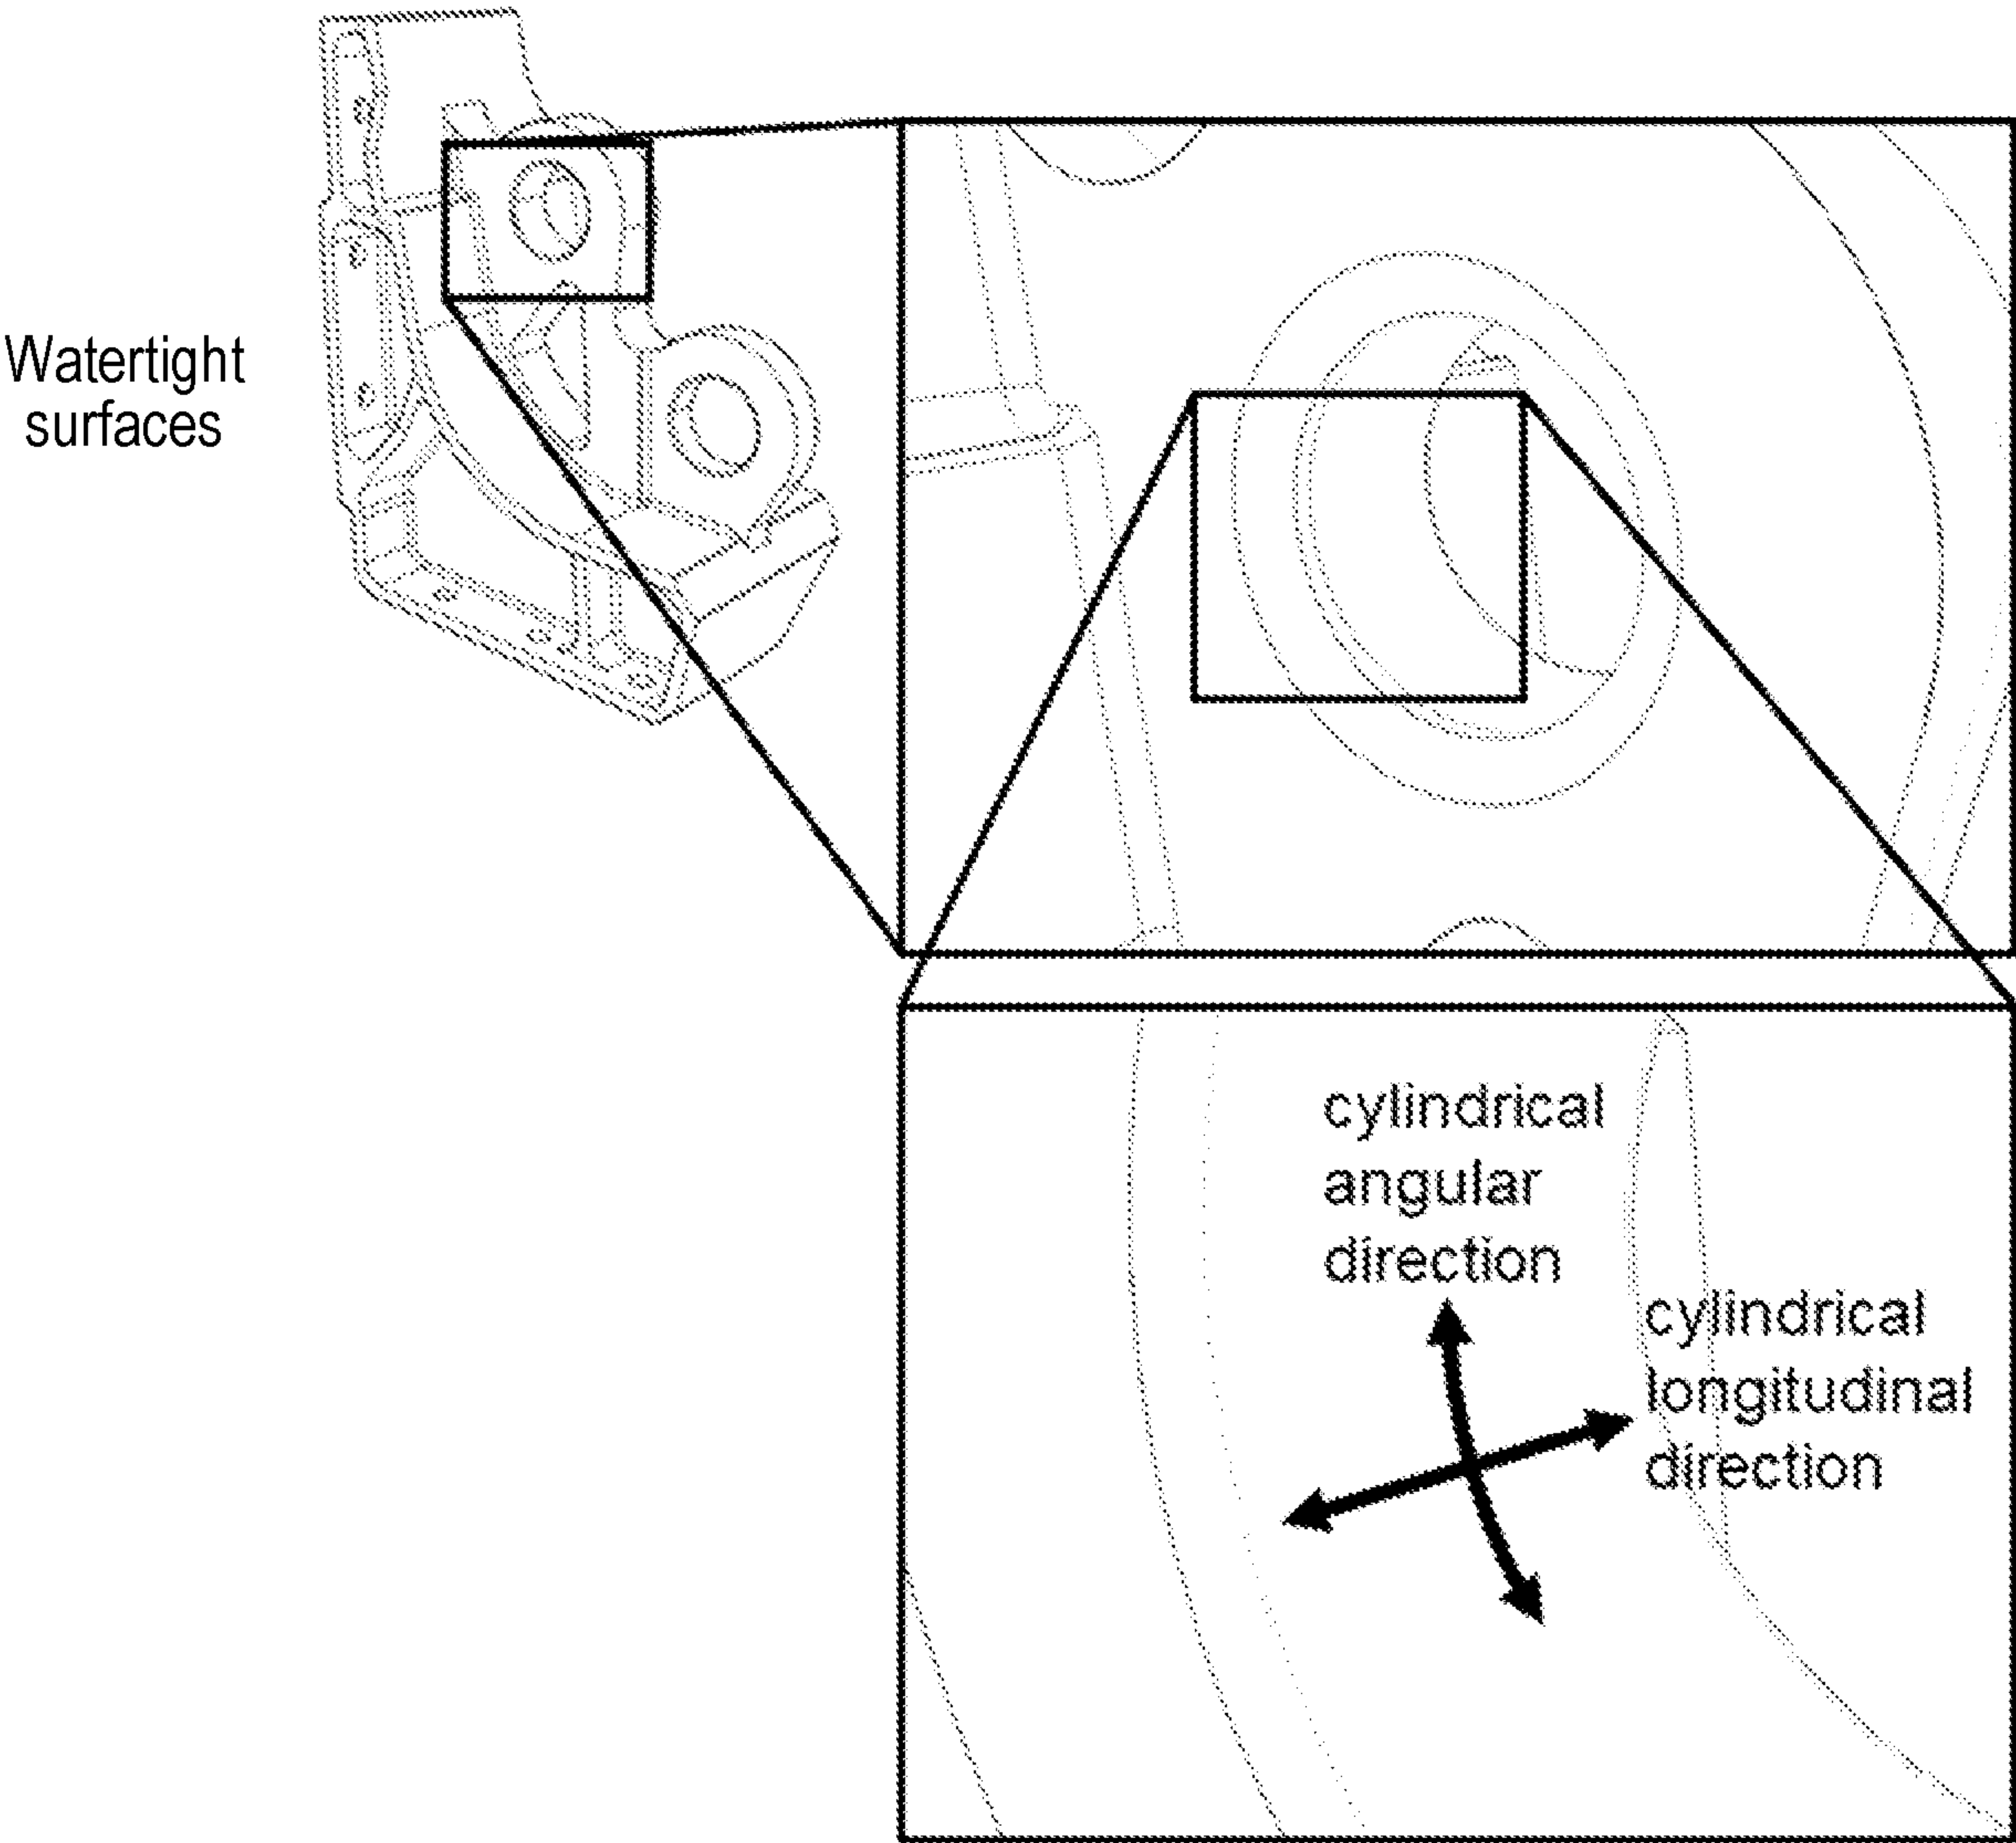 Watertight
surfaces
cylindrical
angular
direction
cylindrical
longitudinal
direction